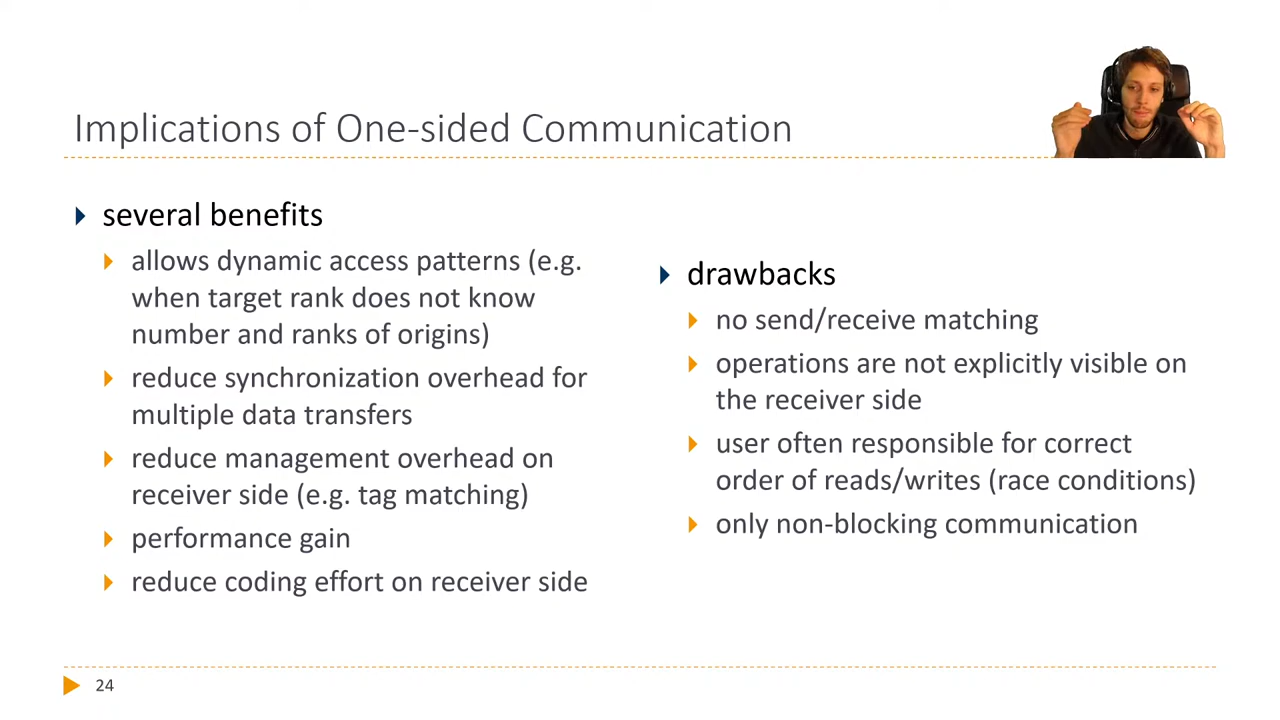 Implications of One-sided Communication
several benefits
allows dynamic access patterns (e.g.
when target rank does not know
number and ranks of origins)
reduce synchronization overhead for
multiple data transfers
reduce management overhead on
receiver side (e.g. tag matching)
performance gain
reduce coding effort on receiver side
drawbacks
no send/receive matching
operations are not explicitly visible on
the receiver side
user often responsible for correct
order of reads/writes (race conditions)
only non-blocking communication
24